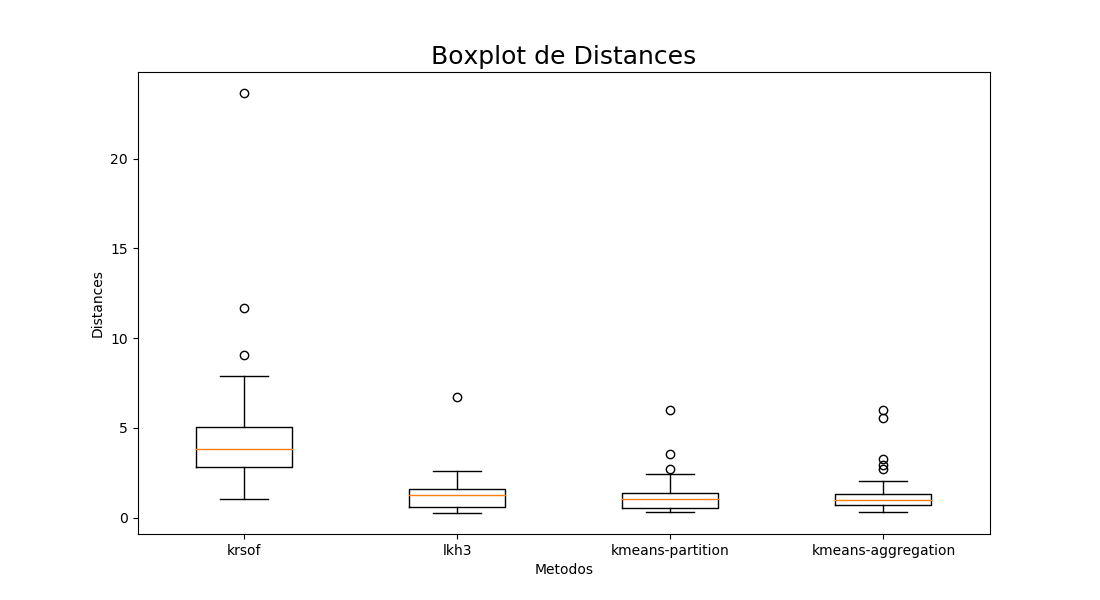 Boxplot de Distances
Distances
20
15
10
5
0
krsof
lkh3
kmeans-partition
kmeans-aggregation
Metodos